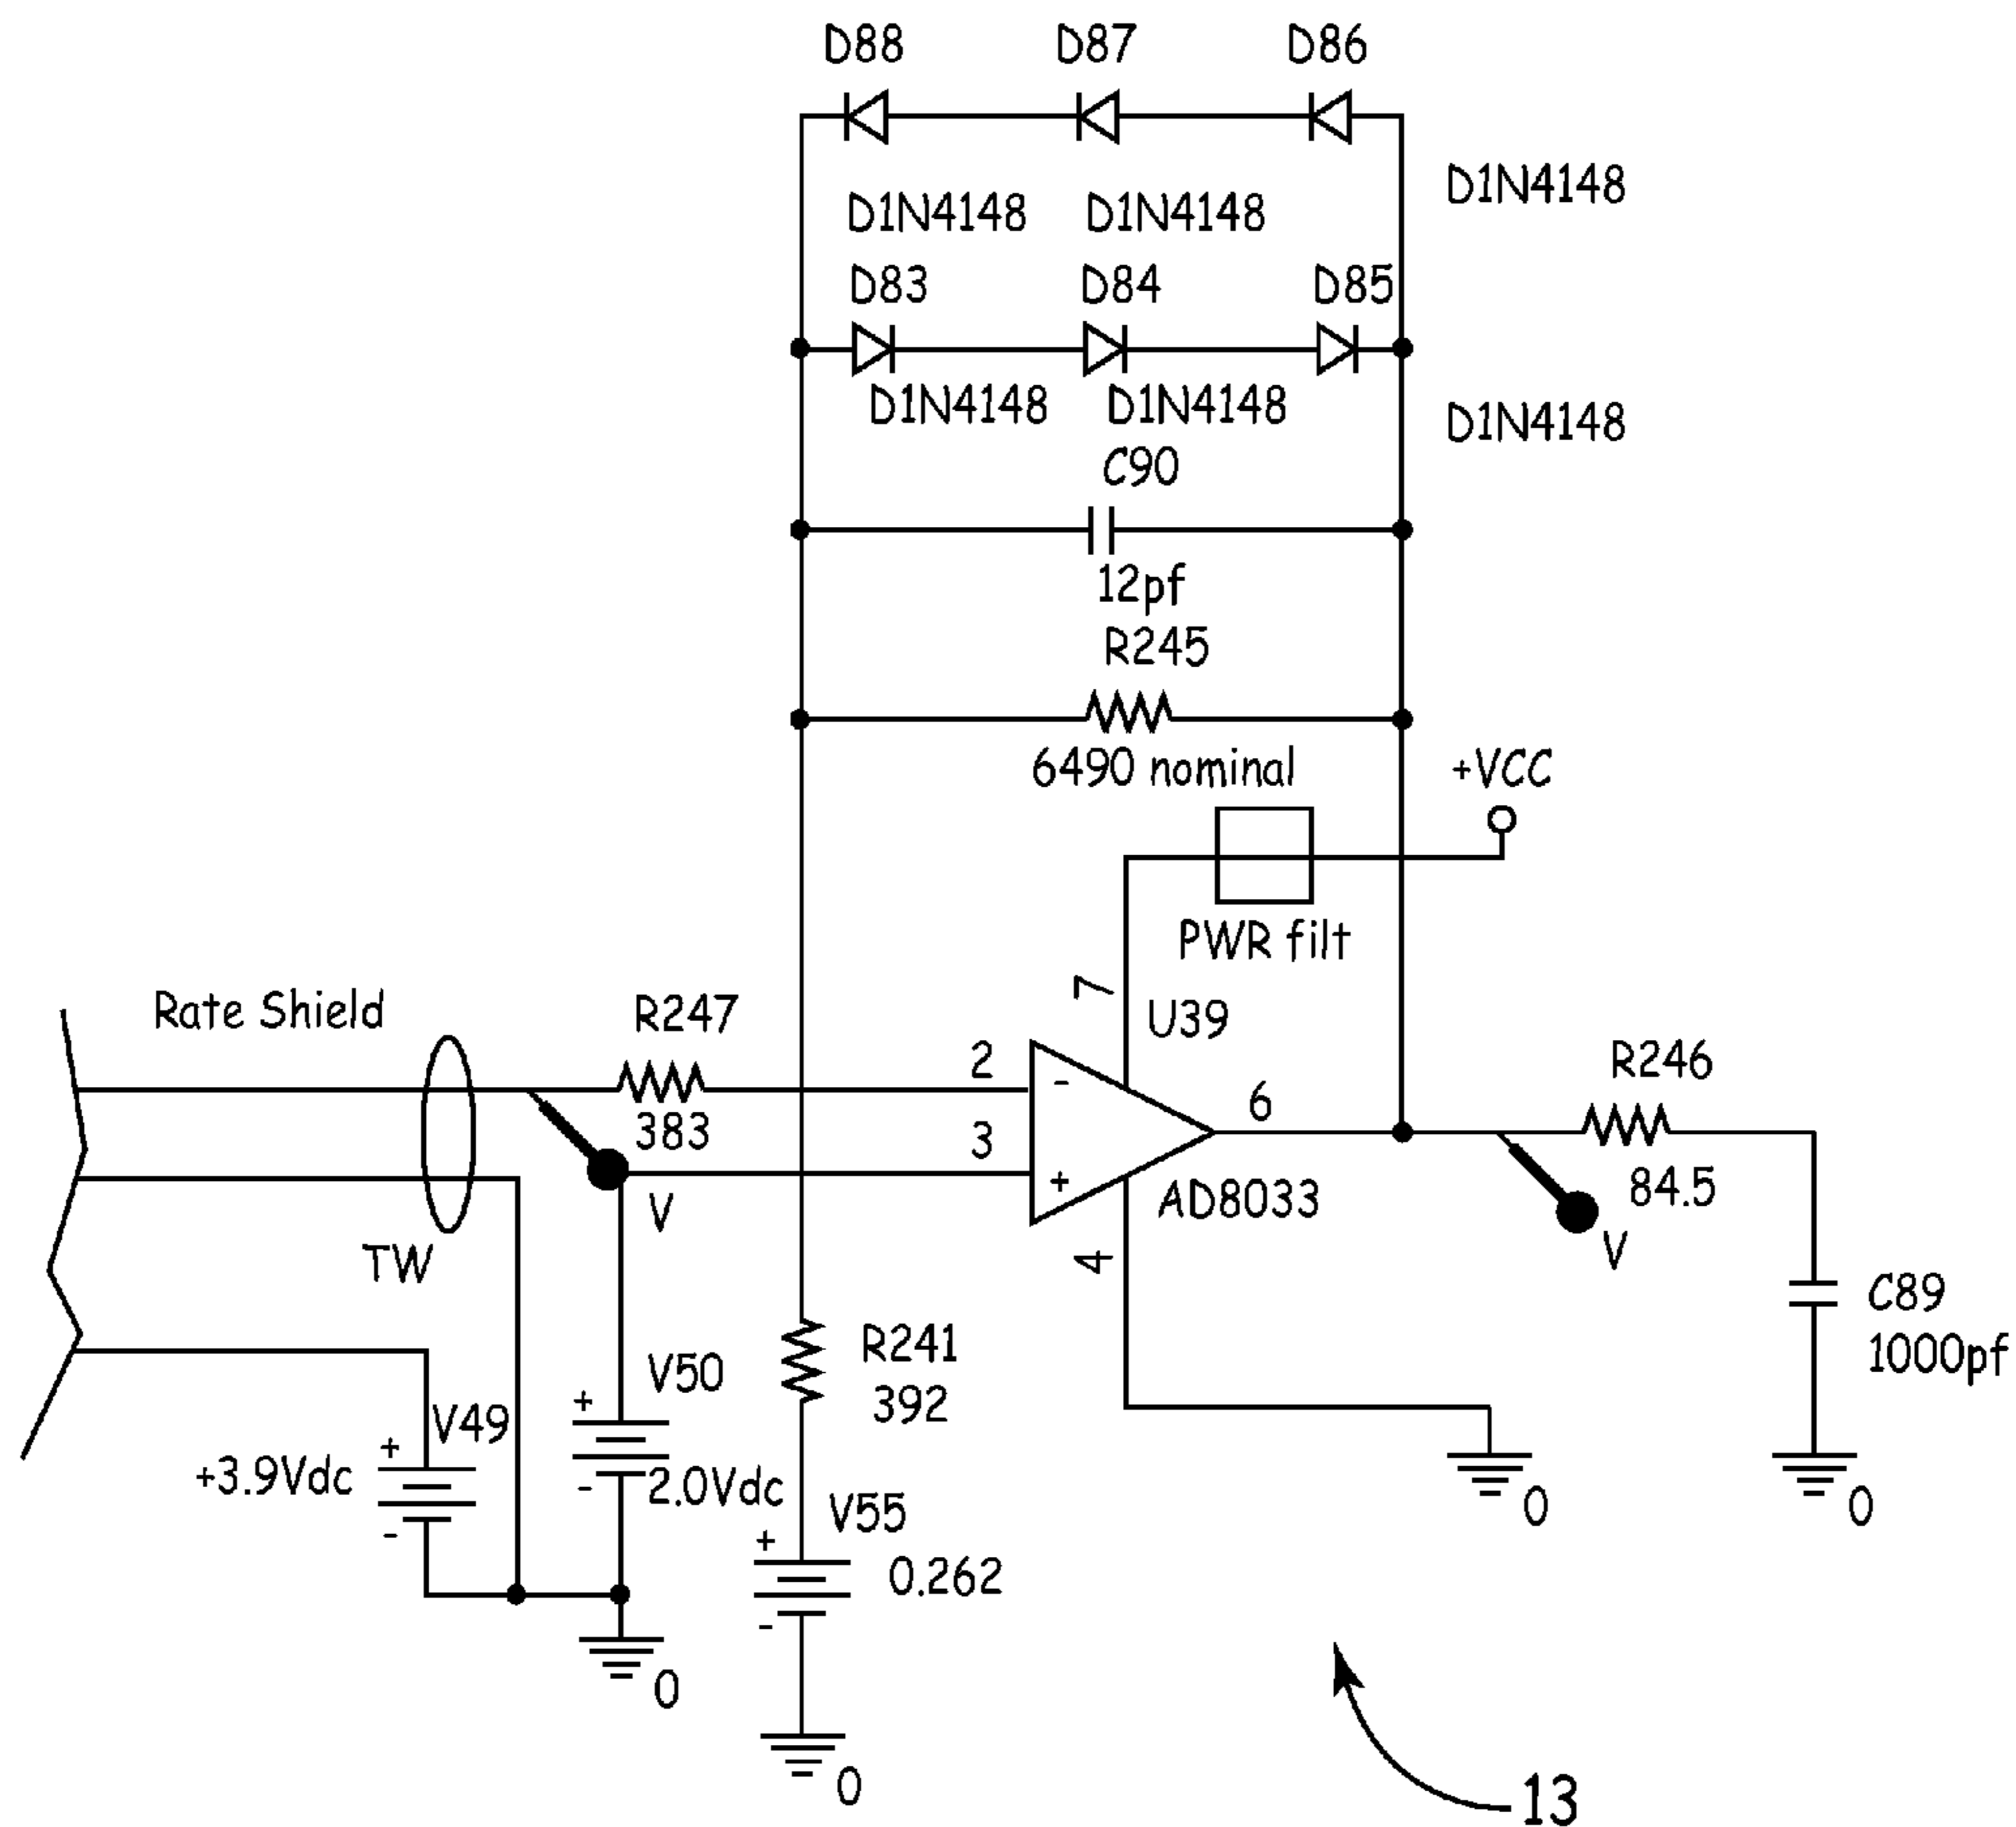 D88 D87 D86
D1N4148 D1N4148 D1N4148
D83 D84 D85
D1N4148 D1N4148 D1N4148
C90
12pf
R245
6490 nominal
+VCC
PWR filt
7
U39
Rate Shield
R247
383
2
-
3
+
6
AD8033
4
R246
84.5
V
V
TW
C89
1000pf
R241
392
V50
+
-
2.0Vdc
V49
+
+3.9Vdc
-
V55
+
0.262
-
0
0
0
0
13